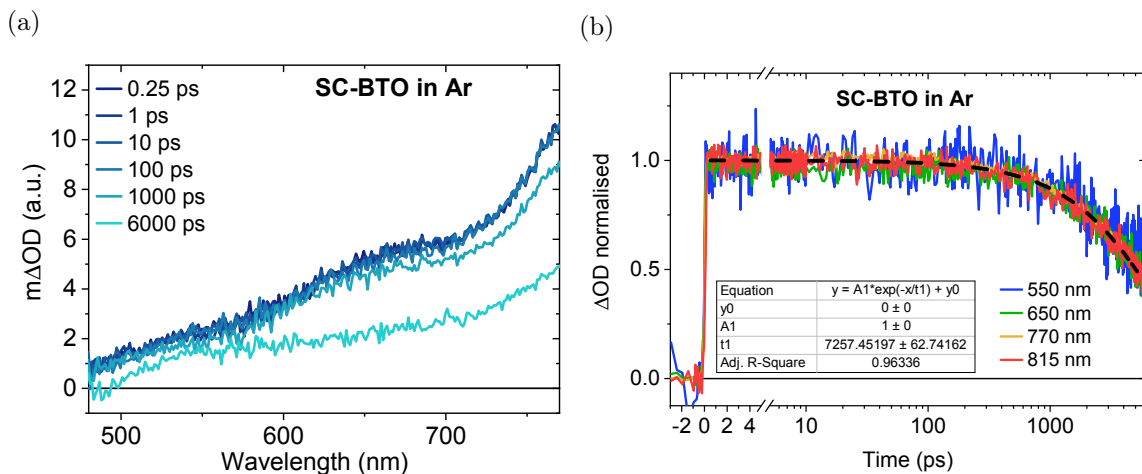 (a)
SC-BTO in Ar
0.25 ps
1 ps
10 ps
100 ps
1000 ps
6000 ps
12
10
8
6
4
2
0
m∆OD (a.u.)
500
600
700
Wavelength (nm)
(b)
SC-BTO in Ar
1.0
0.5
0.0
∆OD normalised
Equation y = A1*exp(-x/t1) + y0
y0 0 ± 0
A1 1 ± 0
t1 7257.45197 ± 62.74162
Adj. R-Square 0.96336
550 nm
650 nm
770 nm
815 nm
-2 0 2 4 10 100 1000
Time (ps)